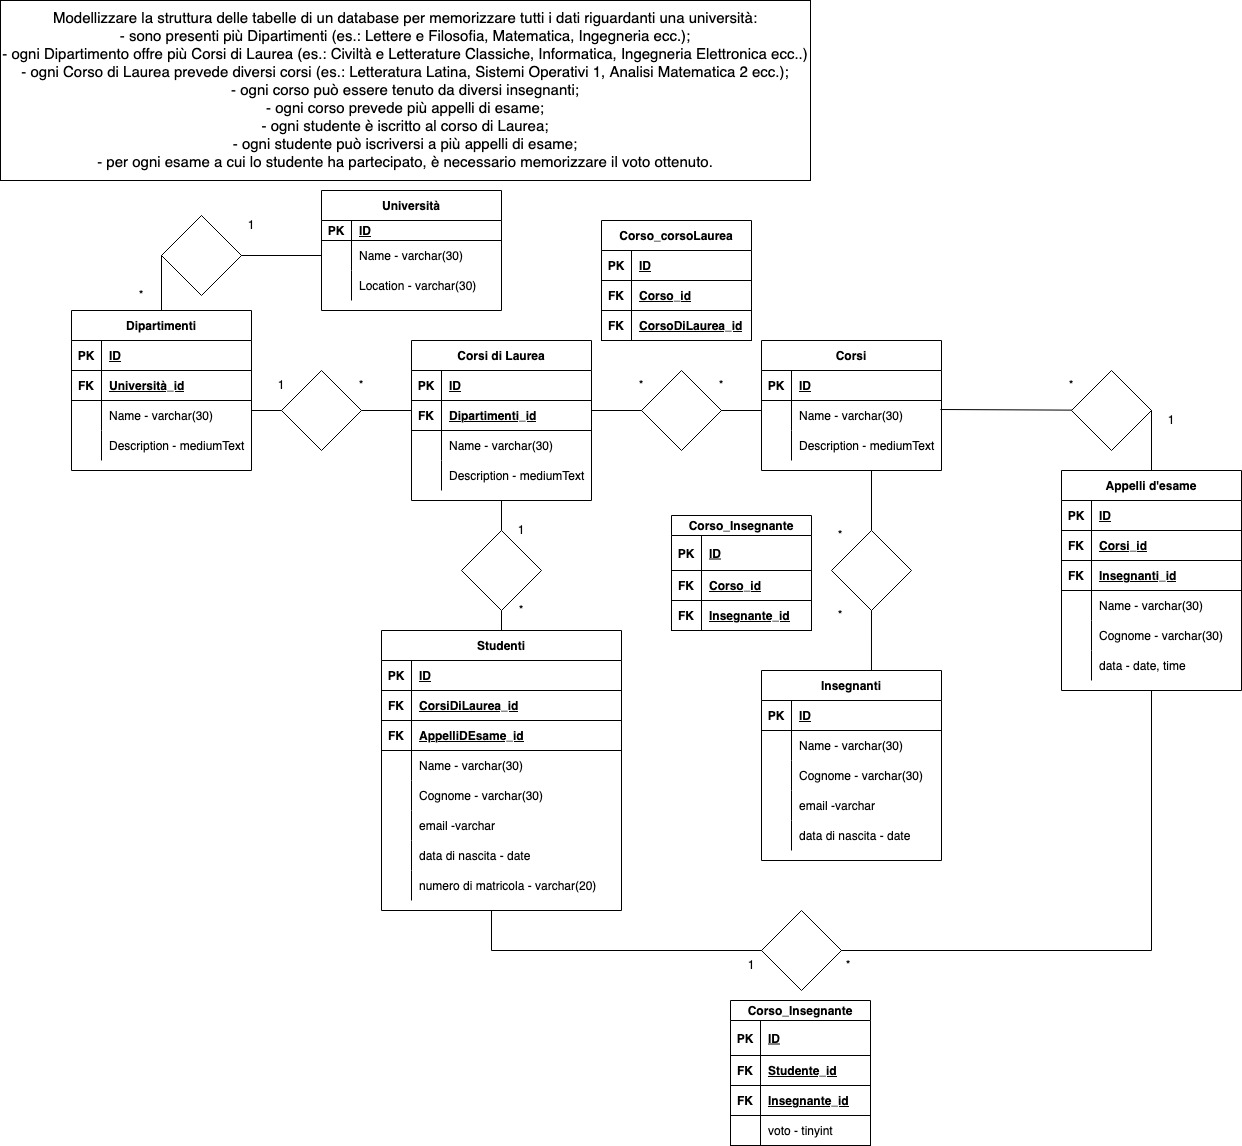 Modellizzare la struttura delle tabelle di un database per memorizzare tutti i dati riguardanti una università:
- sono presenti più Dipartimenti (es.: Lettere e Filosofia, Matematica, Ingegneria ecc.);
- ogni Dipartimento offre più Corsi di Laurea (es.: Civiltà e Letterature Classiche, Informatica, Ingegneria Elettronica ecc..)
- ogni Corso di Laurea prevede diversi corsi (es.: Letteratura Latina, Sistemi Operativi 1, Analisi Matematica 2 ecc.);
- ogni corso può essere tenuto da diversi insegnanti;
- ogni corso prevede più appelli di esame;
- ogni studente è iscritto al corso di Laurea;
- ogni studente può iscriversi a più appelli di esame;
- per ogni esame a cui lo studente ha partecipato, è necessario memorizzare il voto ottenuto.
Università
PK ID
Name - varchar(30)
Location - varchar(30)
1
*
Dipartimenti
PK ID
FK Università_id
Name - varchar(30)
Description - mediumText
1
*
Corsi di Laurea
PK ID
FK Dipartimenti_id
Name - varchar(30)
Description - mediumText
Corso_corsoLaurea
PK ID
FK Corso_id
FK CorsoDiLaurea_id
*
*
Corsi
PK ID
Name - varchar(30)
Description - mediumText
*
1
Appelli d'esame
PK ID
FK Corsi_id
FK Insegnanti_id
Name - varchar(30)
Cognome - varchar(30)
data - date, time
1
*
Corso_Insegnante
PK ID
FK Corso_id
FK Insegnante_id
*
*
Studenti
PK ID
FK CorsiDiLaurea_id
FK AppelliDEsame_id
Name - varchar(30)
Cognome - varchar(30)
email -varchar
data di nascita - date
numero di matricola - varchar(20)
Insegnanti
PK ID
Name - varchar(30)
Cognome - varchar(30)
email -varchar
data di nascita - date
1
*
Corso_Insegnante
PK ID
FK Studente_id
FK Insegnante_id
voto - tinyint